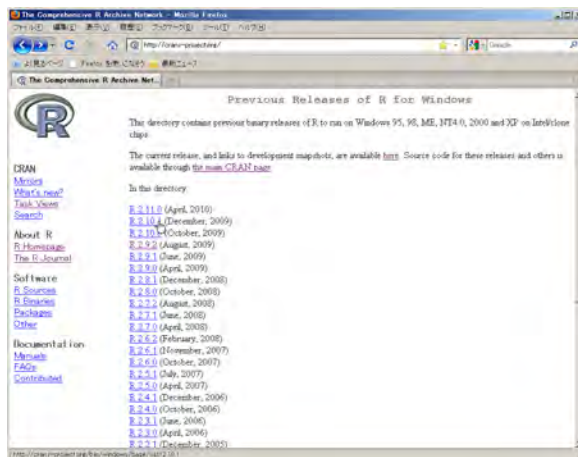 The Comprehensive R Archive Network - Mozilla Firefox
The Comprehensive R Archive Net...
Previous Releases of R for Windows
This directory contains previous binary releases of R to run on Windows 95, 98, ME, NT4.0, 2000 and XP on Intel/clone
chips.
The current release, and links to development snapshots, are available here. Source code for these releases and others is
available through the main CRAN page.
In this directory:
R 2.11.0 (April, 2010)
R 2.10.1 (December, 2009)
(October, 2009)
R 2.9.2 (August, 2009)
R 2.9.1 (June, 2009)
R 2.9.0 (April, 2009)
R 2.8.1 (December, 2008)
R 2.8.0 (October, 2008)
R 2.7.2 (August, 2008)
R 2.7.1 (June, 2008)
R 2.7.0 (April, 2008)
R 2.6.2 (February, 2008)
R 2.6.1 (November, 2007)
R 2.6.0 (October, 2007)
R 2.5.1 (July, 2007)
R 2.5.0 (April, 2007)
R 2.4.1 (December, 2006)
R 2.4.0 (October, 2006)
R 2.3.1 (June, 2006)
R 2.3.0 (April, 2006)
R 2.2.1 (December, 2005)
CRAN
Mirrors
What's new?
Task Views
Search
About R
R Homepage
The R Journal
Software
R Sources
R Binaries
Packages
Other
Documentation
Manuals
FAQs
Contributed